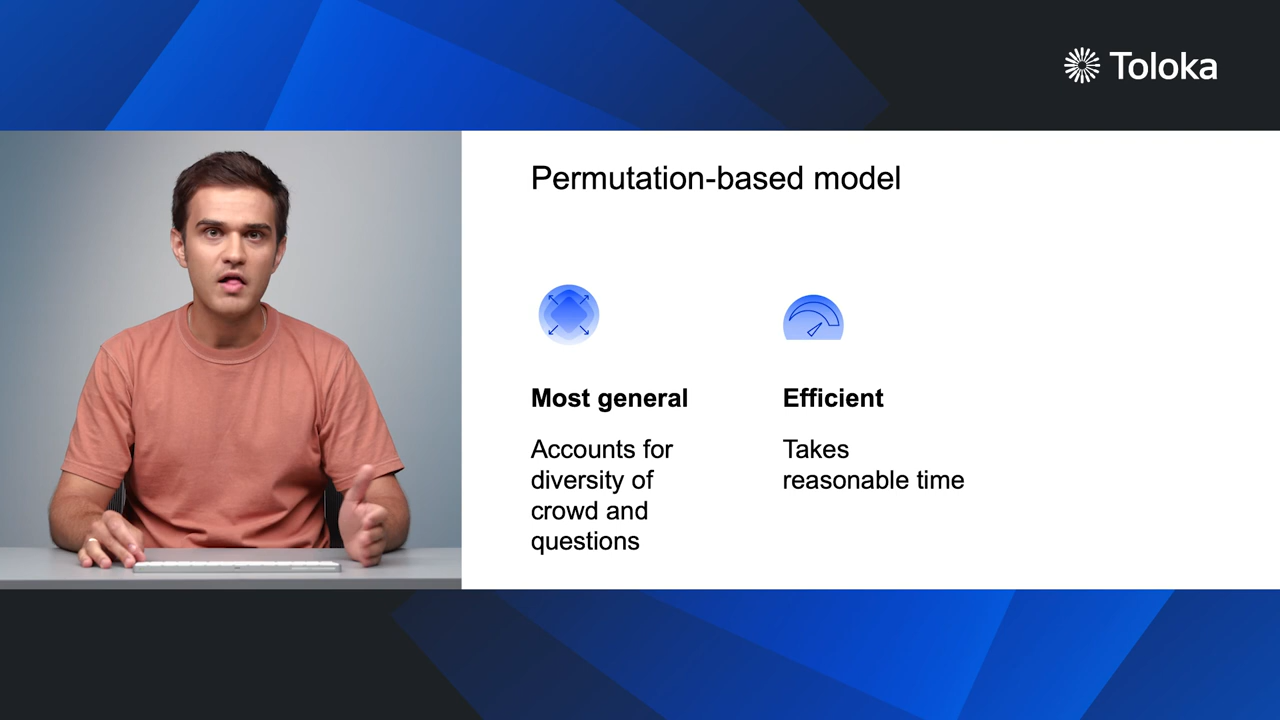 Toloka
Permutation-based model
Most general
Accounts for
diversity of
crowd and
questions
Efficient
Takes
reasonable time